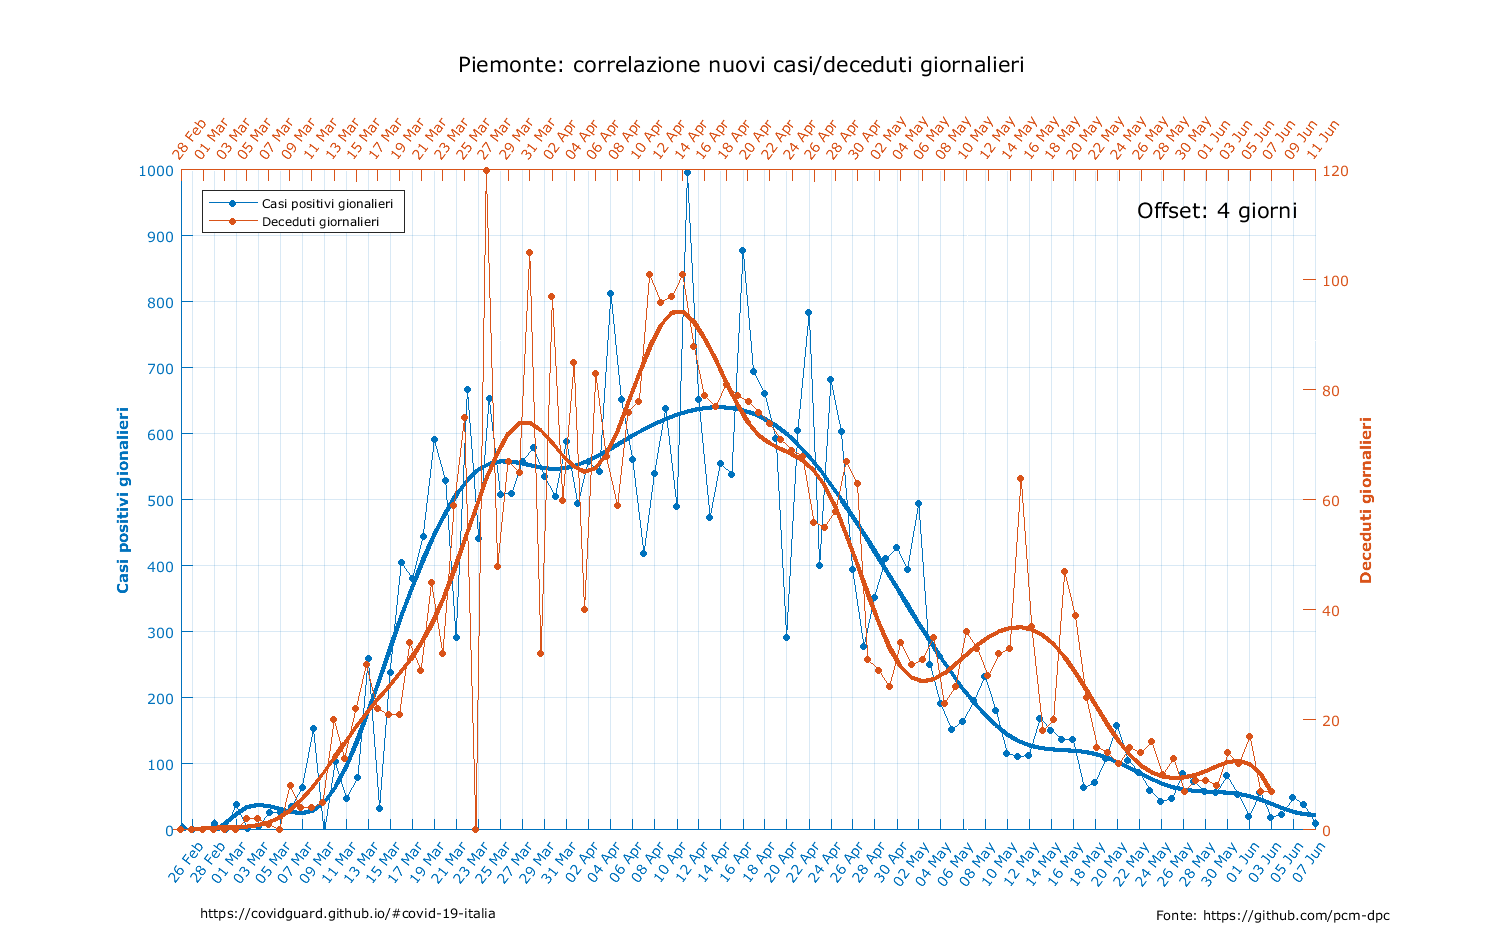 Piemonte: correlazione nuovi casi/deceduti giornalieri
28 Feb 01 Mar 03 Mar 05 Mar 07 Mar 09 Mar 11 Mar 13 Mar 15 Mar 17 Mar 19 Mar 21 Mar 23 Mar 25 Mar 27 Mar 29 Mar 31 Mar 02 Apr 04 Apr 06 Apr 08 Apr 10 Apr 12 Apr 14 Apr 16 Apr 18 Apr 20 Apr 22 Apr 24 Apr 26 Apr 28 Apr 30 Apr 02 May 04 May 06 May 08 May 10 May 12 May 14 May 16 May 18 May 20 May 22 May 24 May 26 May 28 May 30 May 01 Jun 03 Jun 05 Jun 07 Jun 09 Jun 11 Jun
1000
900
800
700
600
500
400
300
200
100
0
Casi positivi gionalieri
Casi positivi gionalieri
Deceduti giornalieri
Offset: 4 giorni
120
100
80
60
40
20
0
Deceduti giornalieri
26 Feb 28 Feb 01 Mar 03 Mar 05 Mar 07 Mar 09 Mar 11 Mar 13 Mar 15 Mar 17 Mar 19 Mar 21 Mar 23 Mar 25 Mar 27 Mar 29 Mar 31 Mar 02 Apr 04 Apr 06 Apr 08 Apr 10 Apr 12 Apr 14 Apr 16 Apr 18 Apr 20 Apr 22 Apr 24 Apr 26 Apr 28 Apr 30 Apr 02 May 04 May 06 May 08 May 10 May 12 May 14 May 16 May 18 May 20 May 22 May 24 May 26 May 28 May 30 May 01 Jun 03 Jun 05 Jun 07 Jun
https://covidguard.github.io/#covid-19-italia
Fonte: https://github.com/pcm-dpc